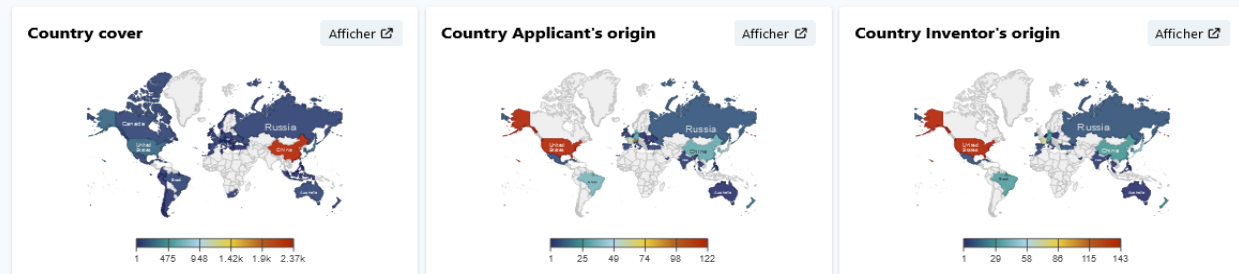 Country cover
Afficher
Canada
United States
Russia
China
Brazil
Australia
1 475 948 1.42k 1.9k 2.37k
Country Applicant's origin
Afficher
United States
Russia
China
Australia
1 25 49 74 98 122
Country Inventor's origin
Afficher
United States
Russia
China
Brazil
Australia
1 29 58 86 115 143